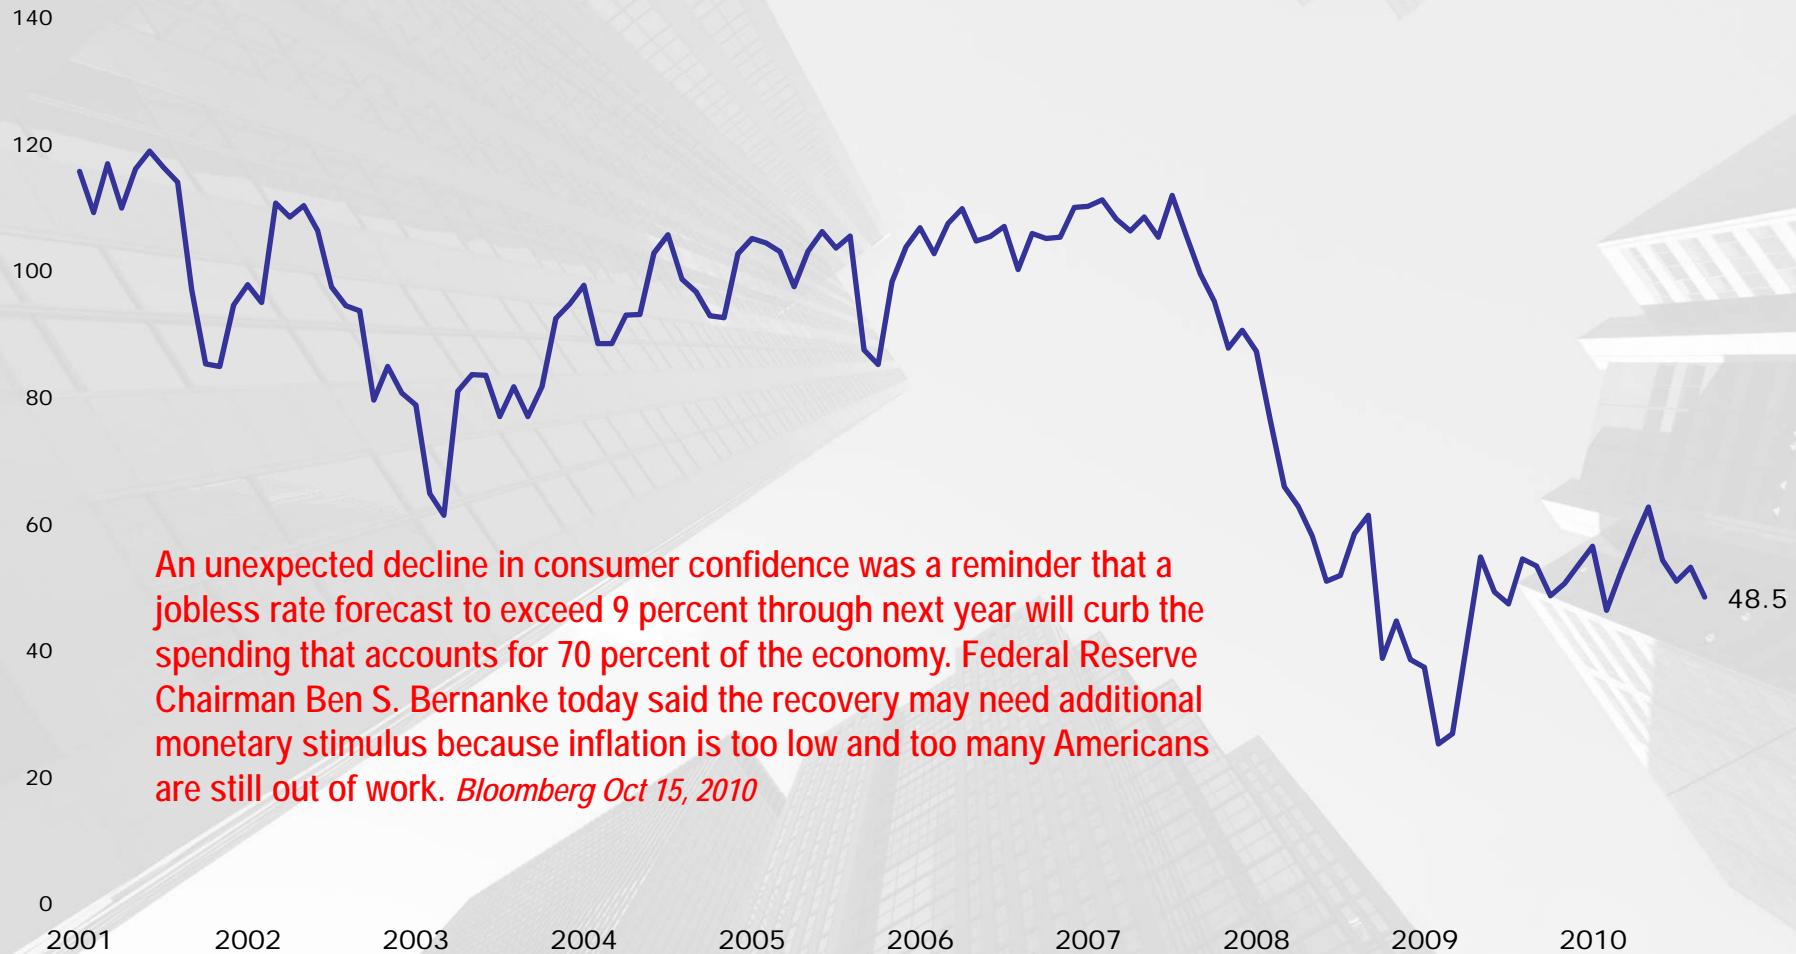 140
120
100
80
60
40
20
0
An unexpected decline in consumer confidence was a reminder that a
jobless rate forecast to exceed 9 percent through next year will curb the
spending that accounts for 70 percent of the economy. Federal Reserve
Chairman Ben S. Bernanke today said the recovery may need additional
monetary stimulus because inflation is too low and too many Americans
are still out of work. Bloomberg Oct 15, 2010
48.5
2001 2002 2003 2004 2005 2006 2007 2008 2009 2010